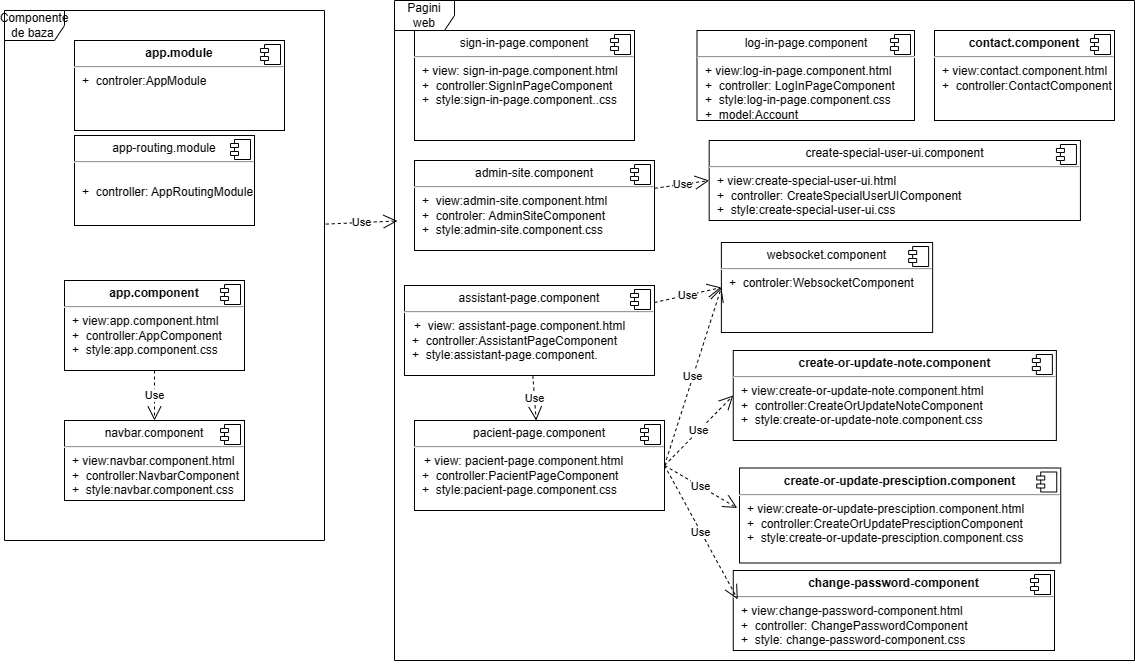 Componente
de baza
app.module
+ controler:AppModule
app-routing.module
+ controller: AppRoutingModule
app.component
+ view:app.component.html
+ controller:AppComponent
+ style:app.component.css
Use
navbar.component
+ view:navbar.component.html
+ controller:NavbarComponent
+ style:navbar.component.css
Use
Pagini
web
sign-in-page.component
+ view: sign-in-page.component.html
+ controller:SignInPageComponent
+ style:sign-in-page.component..css
log-in-page.component
+ view:log-in-page.component.html
+ controller: LogInPageComponent
+ style:log-in-page.component.css
+ model:Account
contact.component
+ view:contact.component.html
+ controller:ContactComponent
admin-site.component
+ view:admin-site.component.html
+ controler: AdminSiteComponent
+ style:admin-site.component.css
Use
create-special-user-ui.component
+ view:create-special-user-ui.html
+ controller: CreateSpecialUserUIComponent
+ style:create-special-user-ui.css
websocket.component
+ controler:WebsocketComponent
assistant-page.component
+ view: assistant-page.component.html
+ controller:AssistantPageComponent
+ style:assistant-page.component.
Use
Use
Use
create-or-update-note.component
+ view:create-or-update-note.component.html
+ controller:CreateOrUpdateNoteComponent
+ style:create-or-update-note.component.css
pacient-page.component
+ view: pacient-page.component.html
+ controller:PacientPageComponent
+ style:pacient-page.component.css
Use
Use
Use
create-or-update-presciption.component
+ view:create-or-update-presciption.component.html
+ controller:CreateOrUpdatePresciptionComponent
+ style:create-or-update-presciption.component.css
change-password-component
+ view:change-password-component.html
+ controller: ChangePasswordComponent
+ style: change-password-component.css